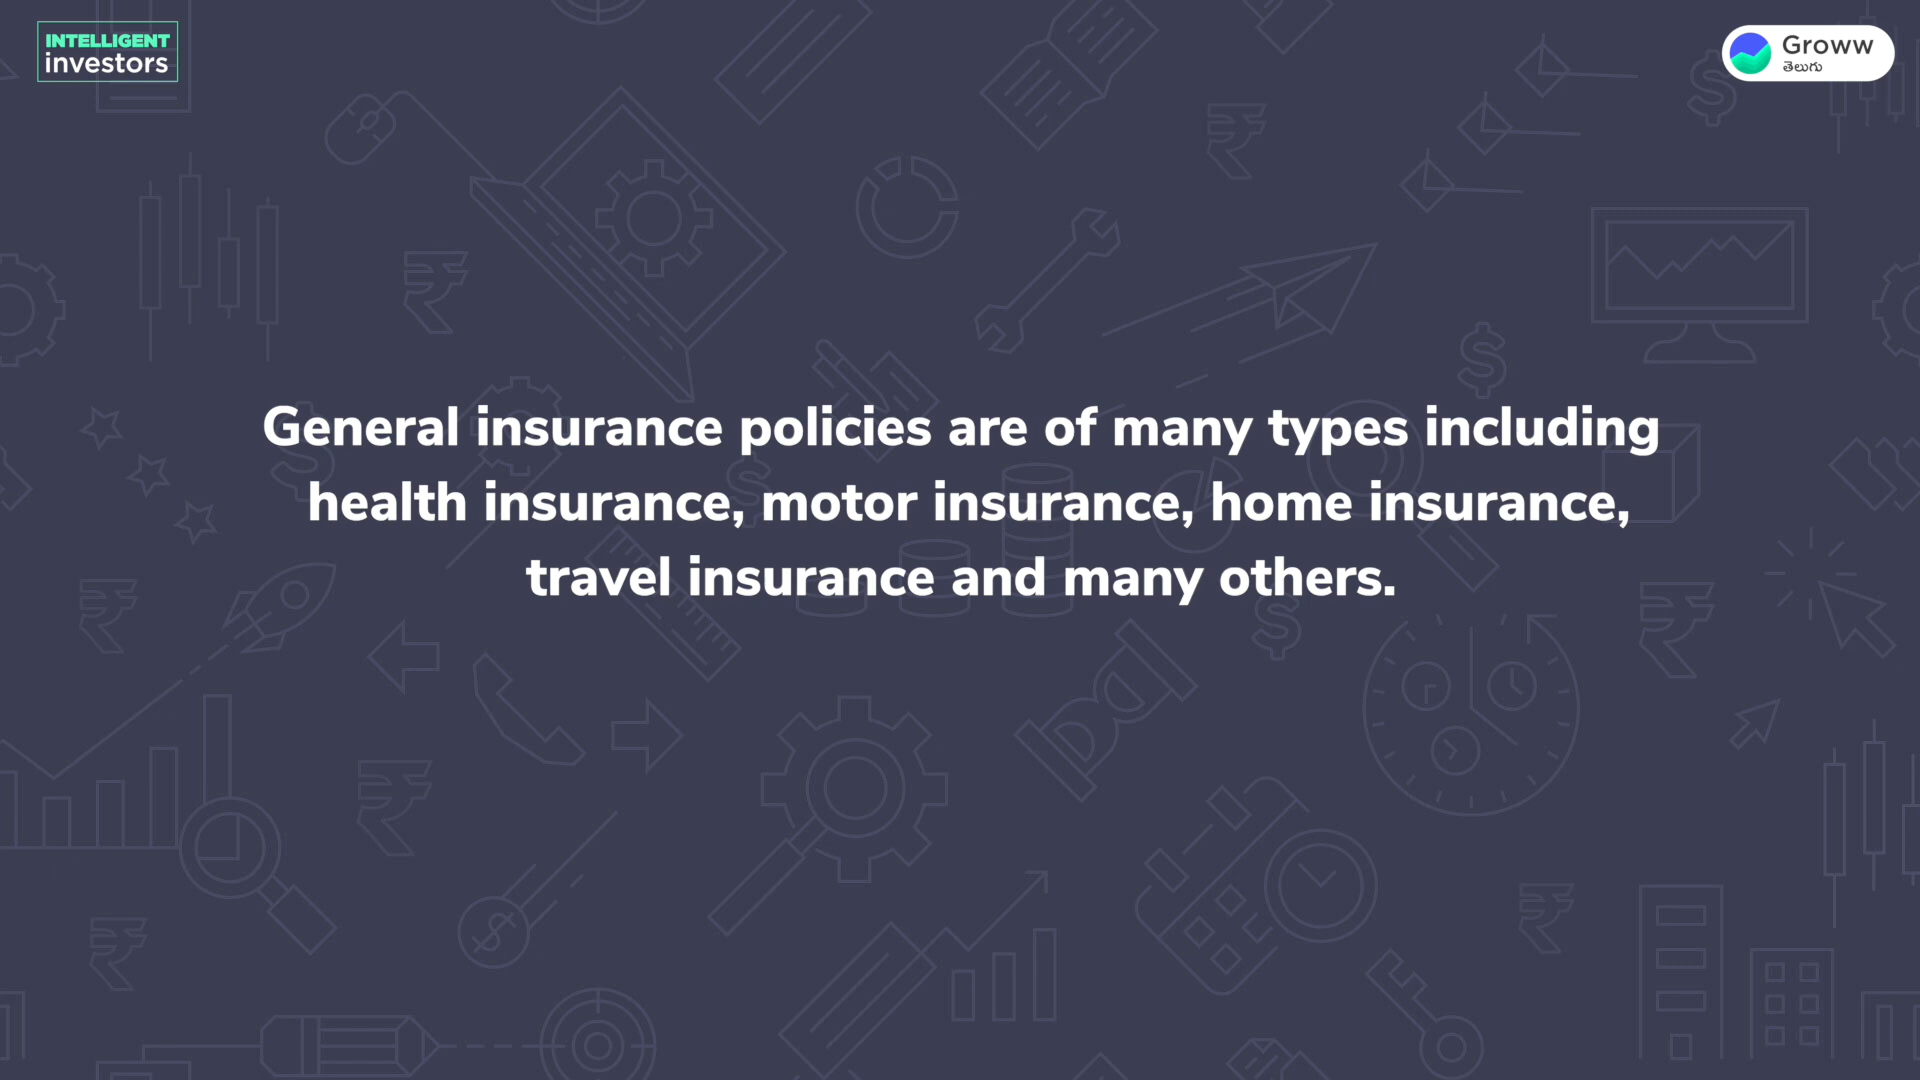 INTELLIGENT
investors
Groww
తెలుగు
General insurance policies are of many types including
health insurance, motor insurance, home insurance,
travel insurance and many others.